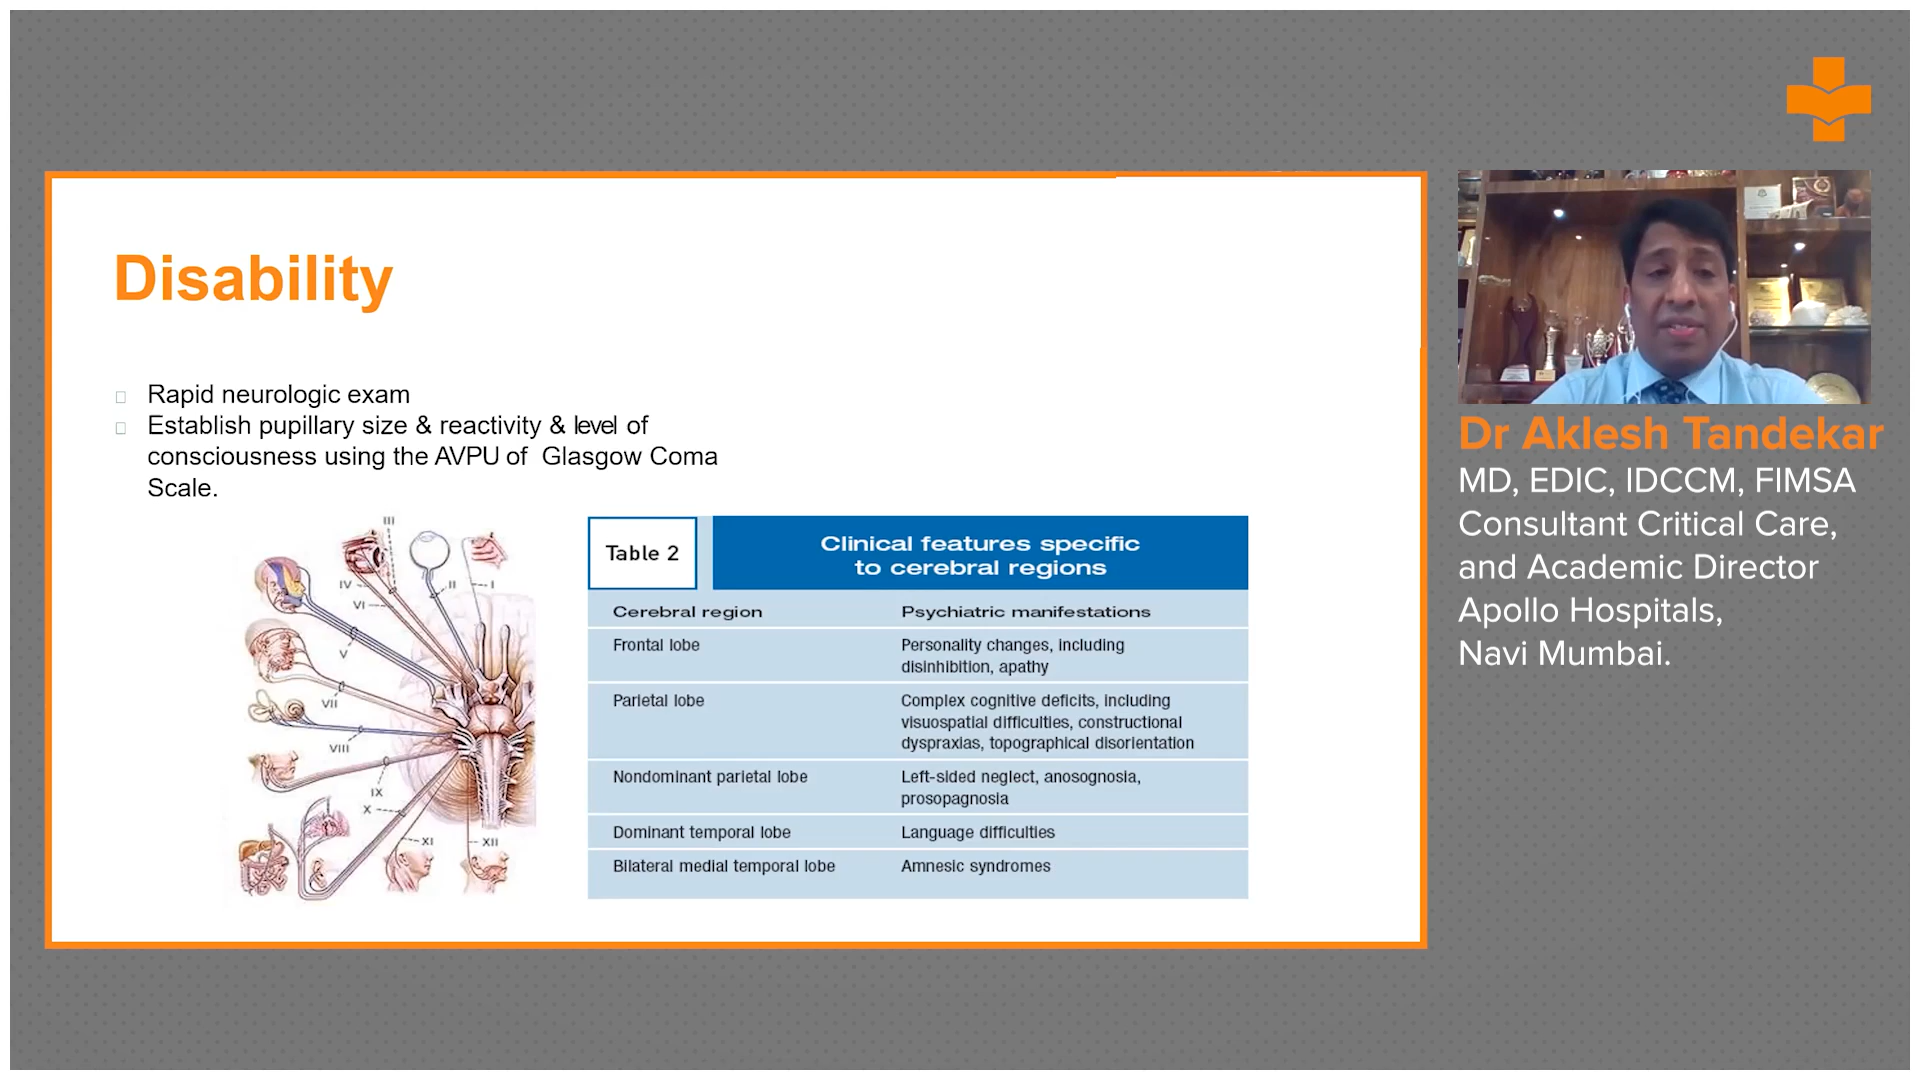 Disability
Rapid neurologic exam
Establish pupillary size & reactivity & level of
consciousness using the AVPU of Glasgow Coma
Scale.
III
IV
VI
II
I
V
VII
VIII
IX
X
XI
XII
Table 2
Clinical features specific
to cerebral regions
Cerebral region Psychiatric manifestations
Frontal lobe Personality changes, including
disinhibition, apathy
Parietal lobe Complex cognitive deficits, including
visuospatial difficulties, constructional
dyspraxias, topographical disorientation
Nondominant parietal lobe Left-sided neglect, anosognosia,
prosopagnosia
Dominant temporal lobe Language difficulties
Bilateral medial temporal lobe Amnesic syndromes
Dr Aklesh Tandekar
MD, EDIC, IDCCM, FIMSA
Consultant Critical Care,
and Academic Director
Apollo Hospitals,
Navi Mumbai.